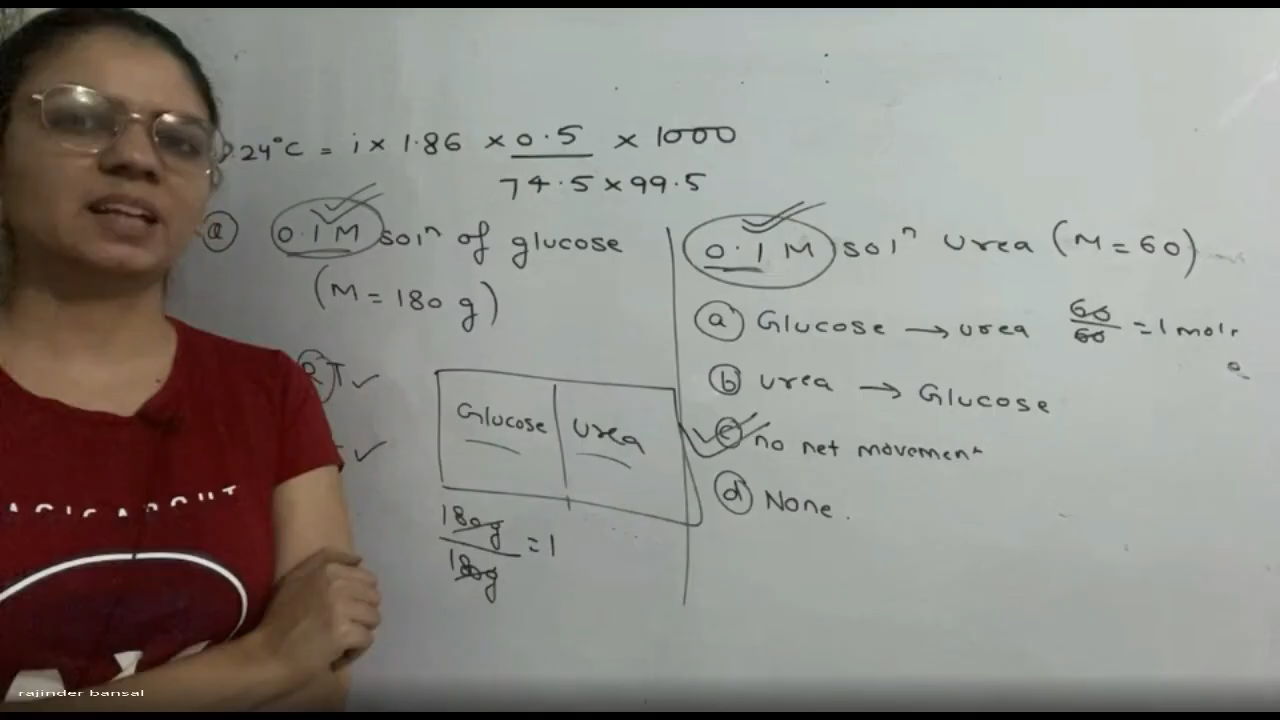 .24°C = i × 1.86 × 0.5 × 1000
74.5 × 99.5
a 0.1 M solⁿ of glucose
(M = 180 g)
RT ✓
✓
Glucose urea
180g = 1
180g
0.1 M solⁿ urea (M = 60)
a Glucose → urea 60 = 1 mole
60
b urea → Glucose
c no net movement
d None.
rajinder bansal